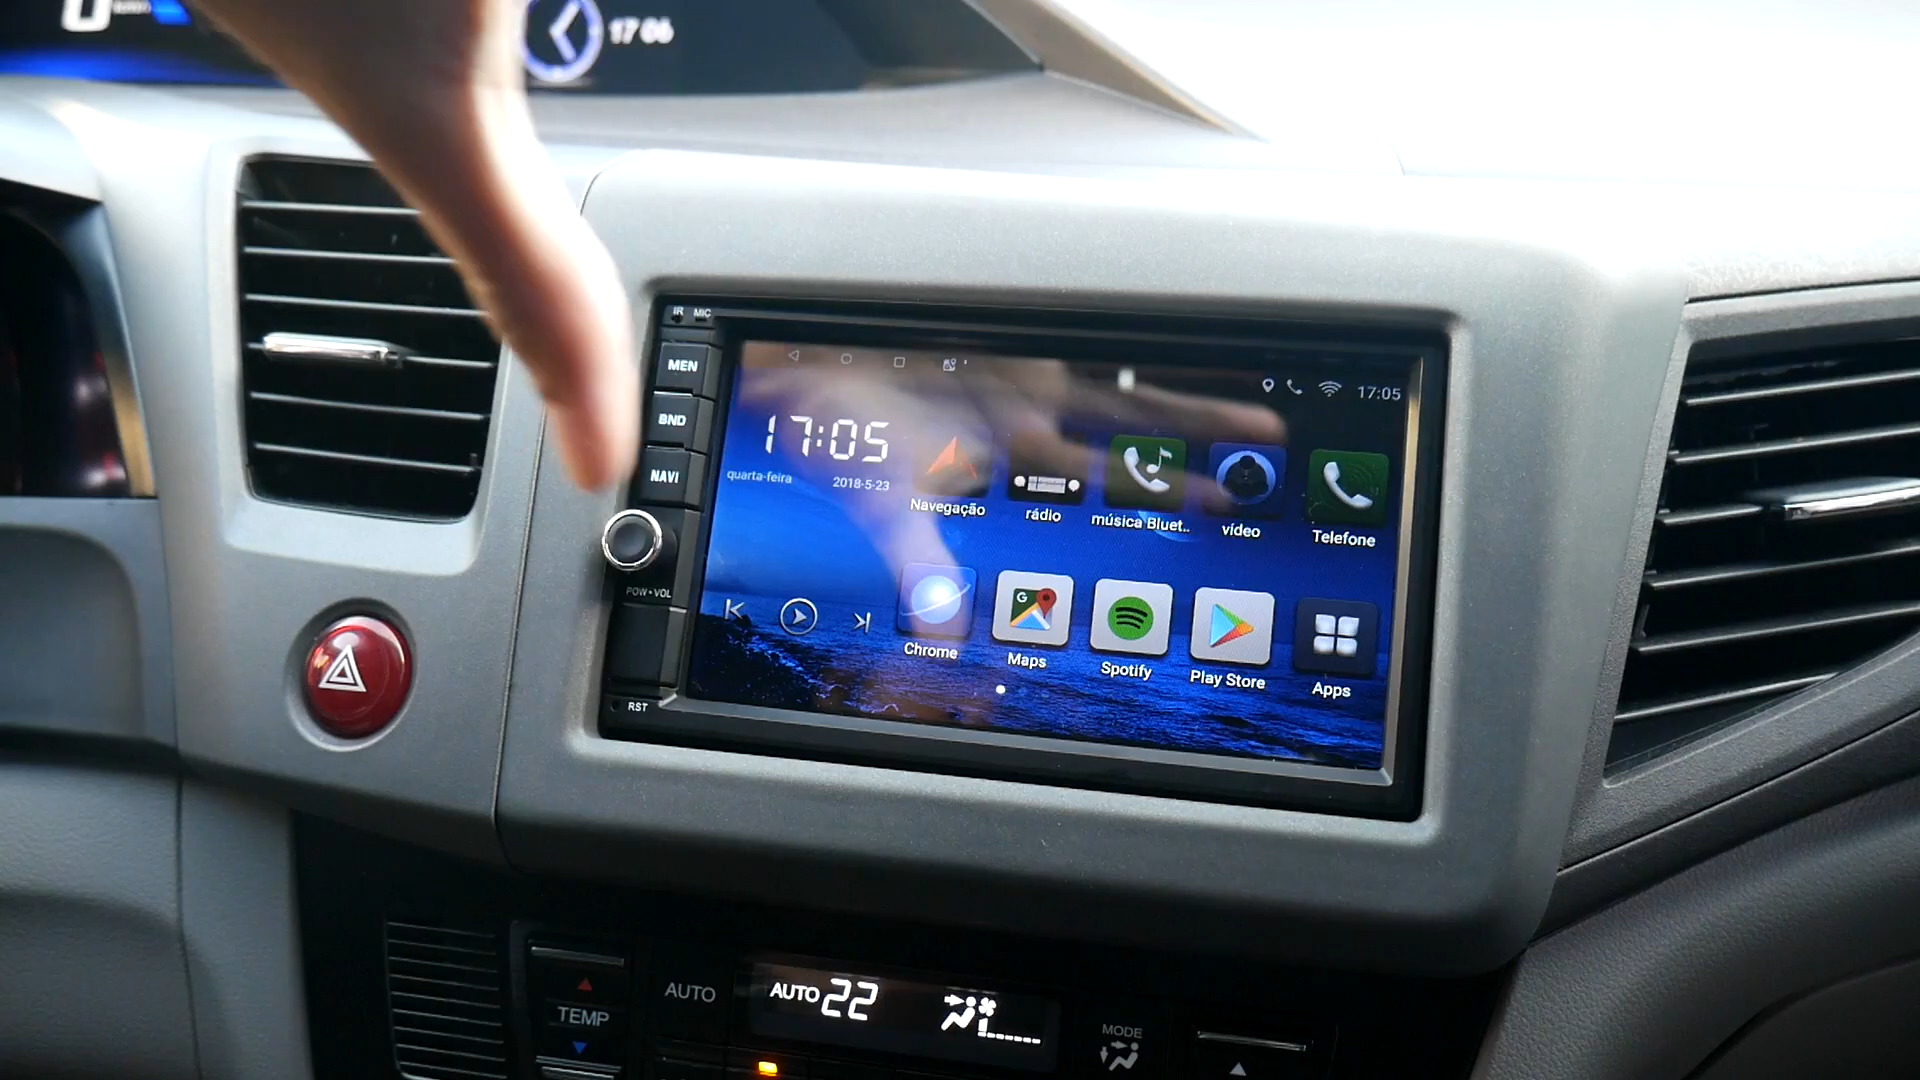 0
17 06
IR MIC
MEN
BND
NAVI
POW•VOL
RST
17:05
17:05
quarta-feira
2018-5-23
Navegação
rádio
música Bluet..
vídeo
Telefone
G
Chrome
Maps
Spotify
Play Store
Apps
TEMP
AUTO
AUTO 22
MODE